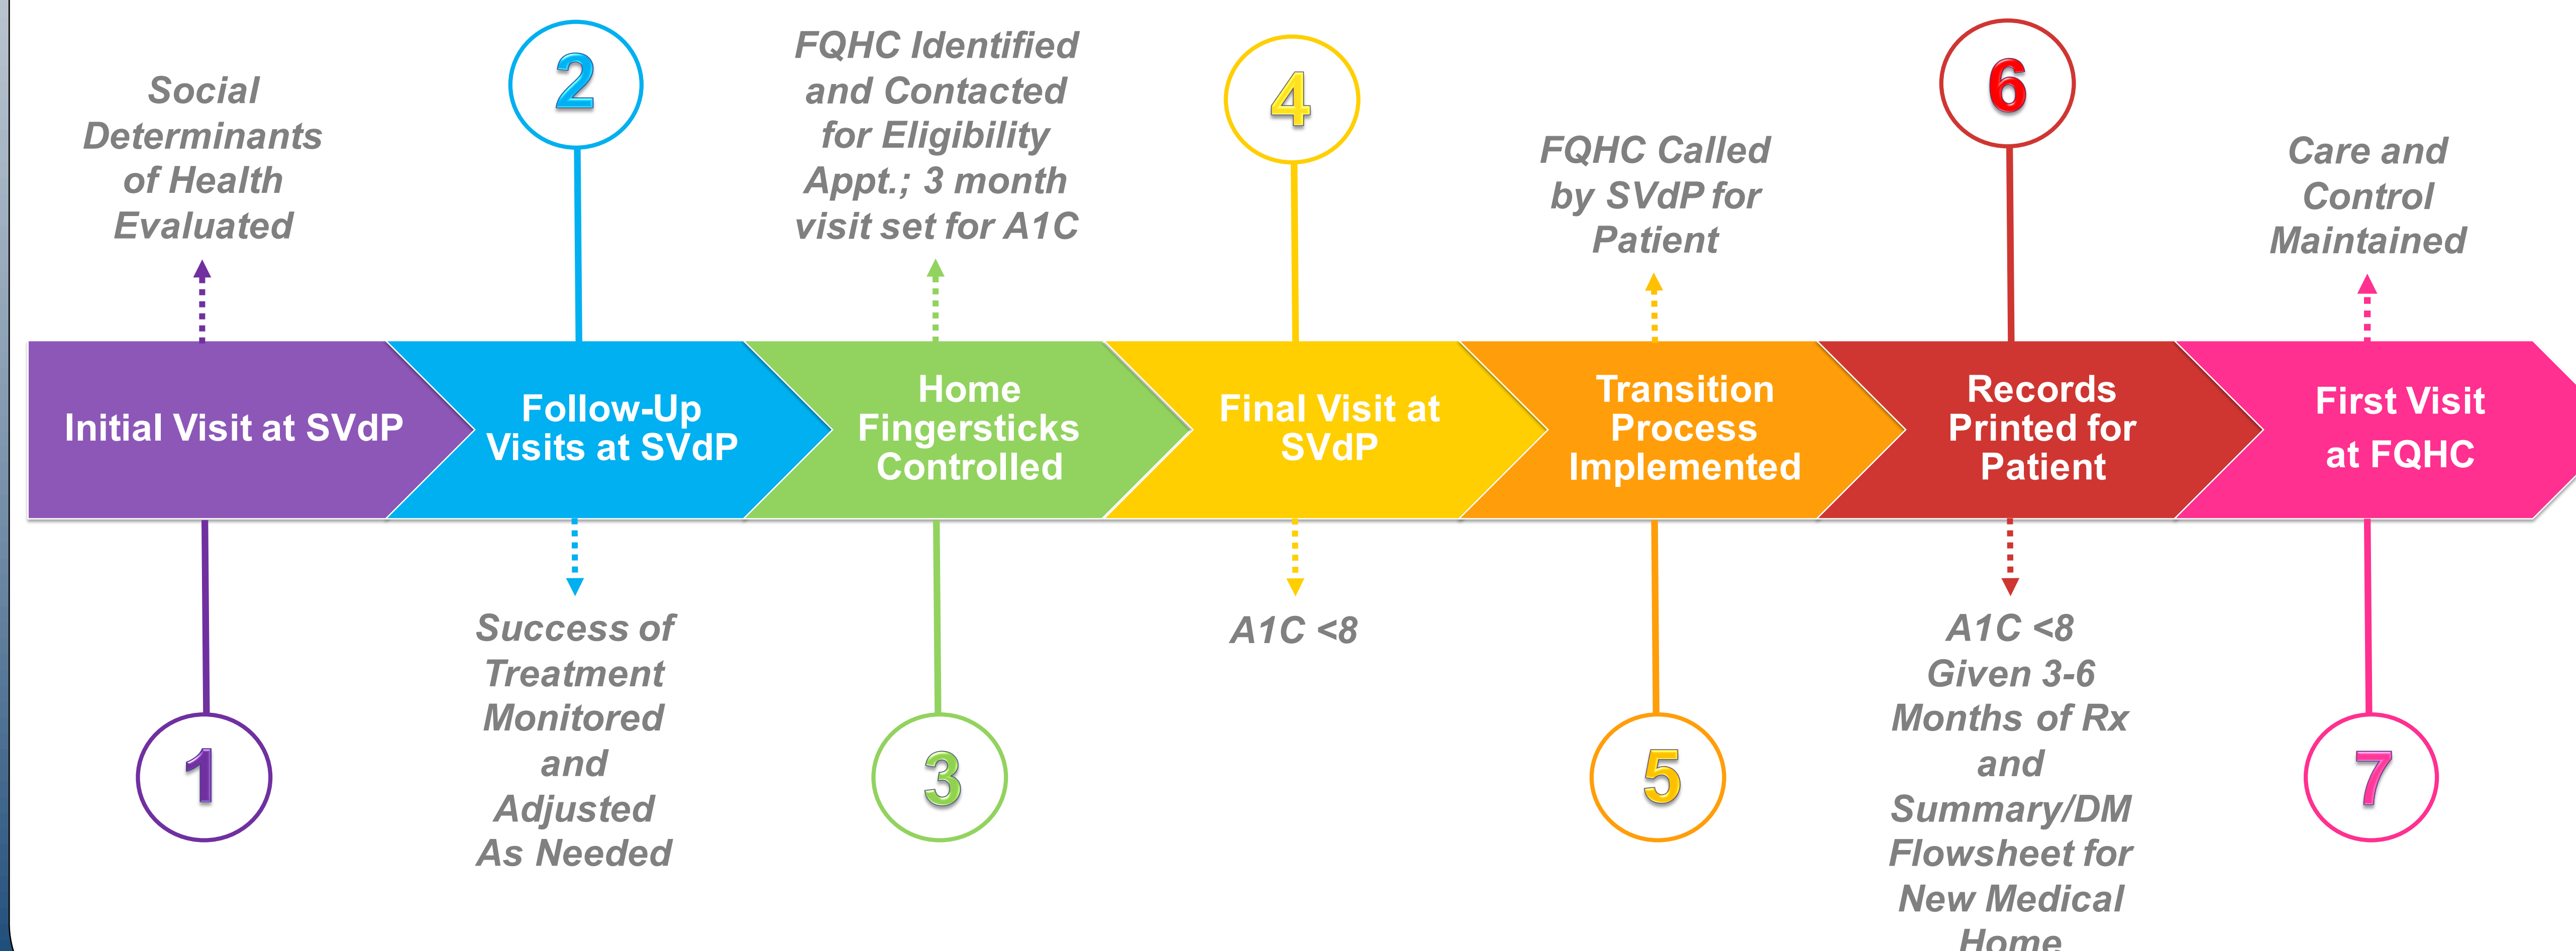 Social
Determinants
of Health
Evaluated
Initial Visit at SVdP
1
2
Follow-Up
Visits at SVdP
Success of
Treatment
Monitored
and
Adjusted
As Needed
FQHC Identified
and Contacted
for Eligibility
Appt.; 3 month
visit set for A1C
Home
Fingersticks
Controlled
3
4
Final Visit at
SVdP
A1C <8
FQHC Called
by SVdP for
Patient
Transition
Process
Implemented
5
6
Records
Printed for
Patient
A1C <8
Given 3-6
Months of Rx
and
Summary/DM
Flowsheet for
New Medical
Home
Care and
Control
Maintained
First Visit
at FQHC
7